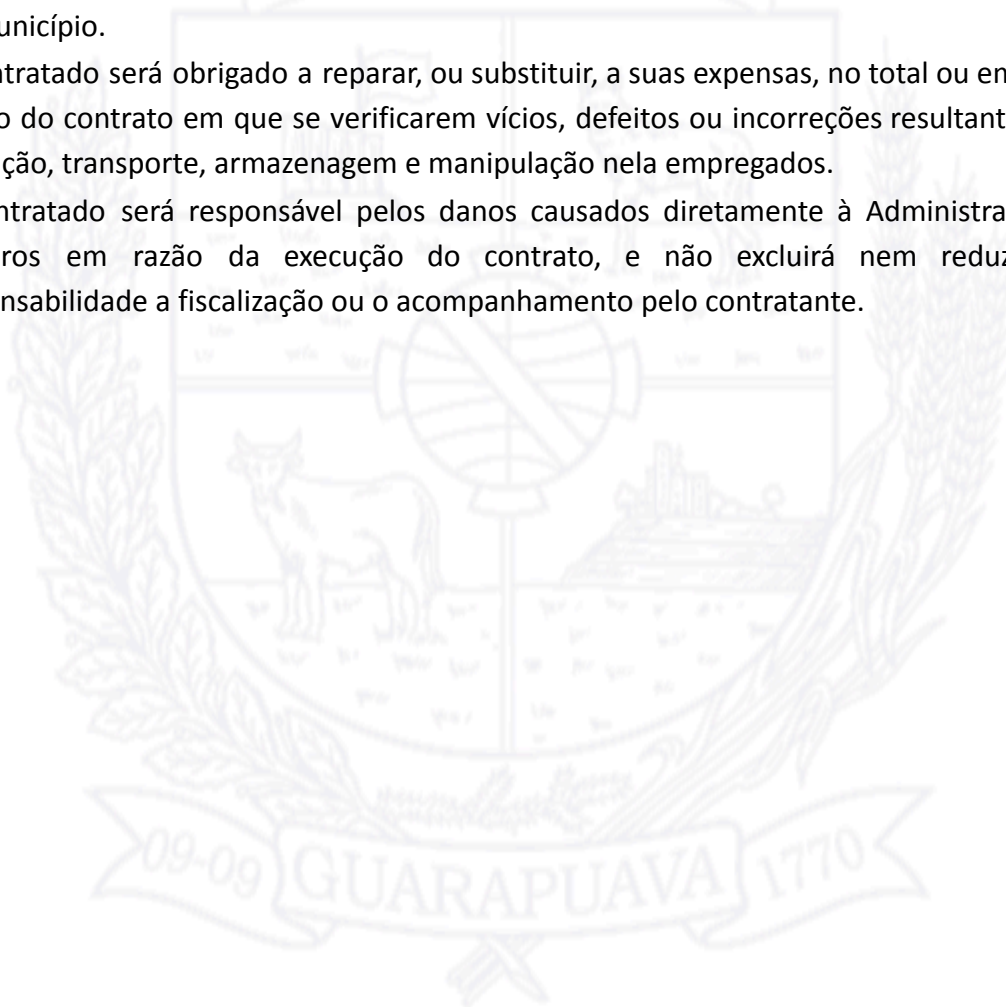 unicípio.
ntratado será obrigado a reparar, ou substituir, a suas expensas, no total ou en
o do contrato em que se verificarem vícios, defeitos ou incorreções resultant
ção, transporte, armazenagem e manipulação nela empregados.
ntratado será responsável pelos danos causados diretamente à Administra
ros em razão da execução do contrato, e não excluirá nem reduz
nsabilidade a fiscalização ou o acompanhamento pelo contratante.
09-09 GUARAPUAVA 1770